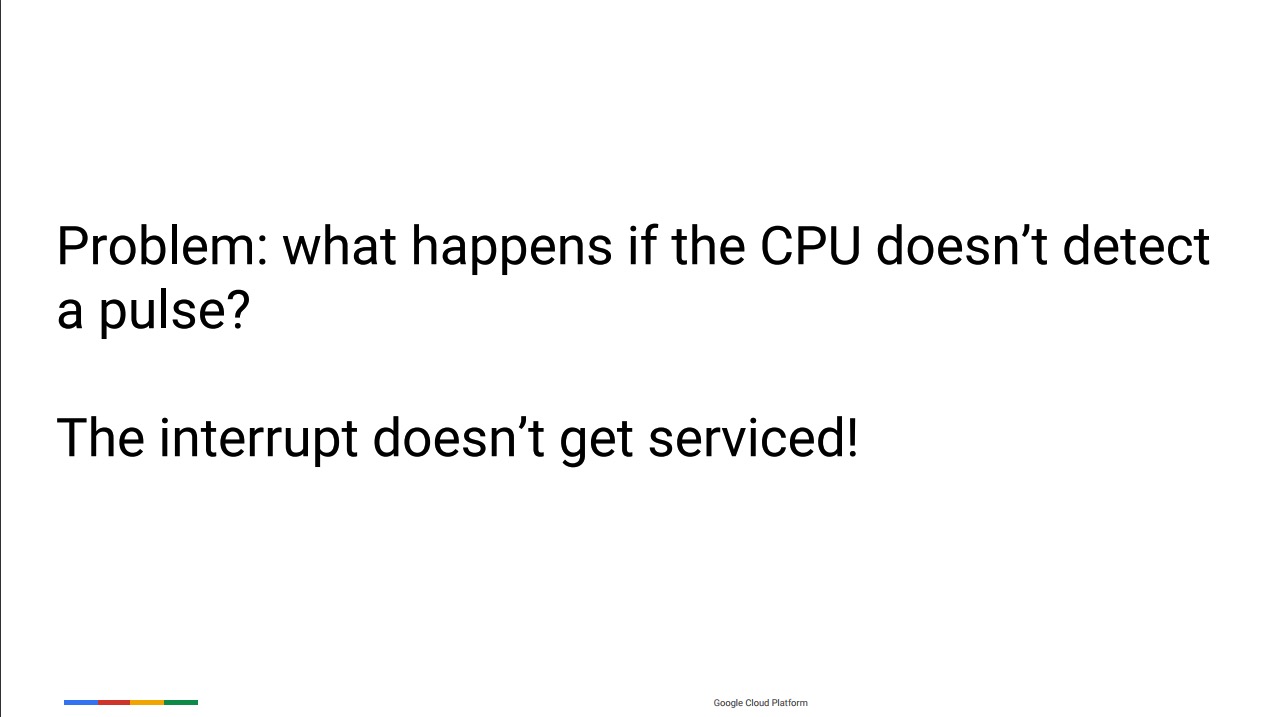 Problem: what happens if the CPU doesn’t detect
a pulse?
The interrupt doesn’t get serviced!
Google Cloud Platform